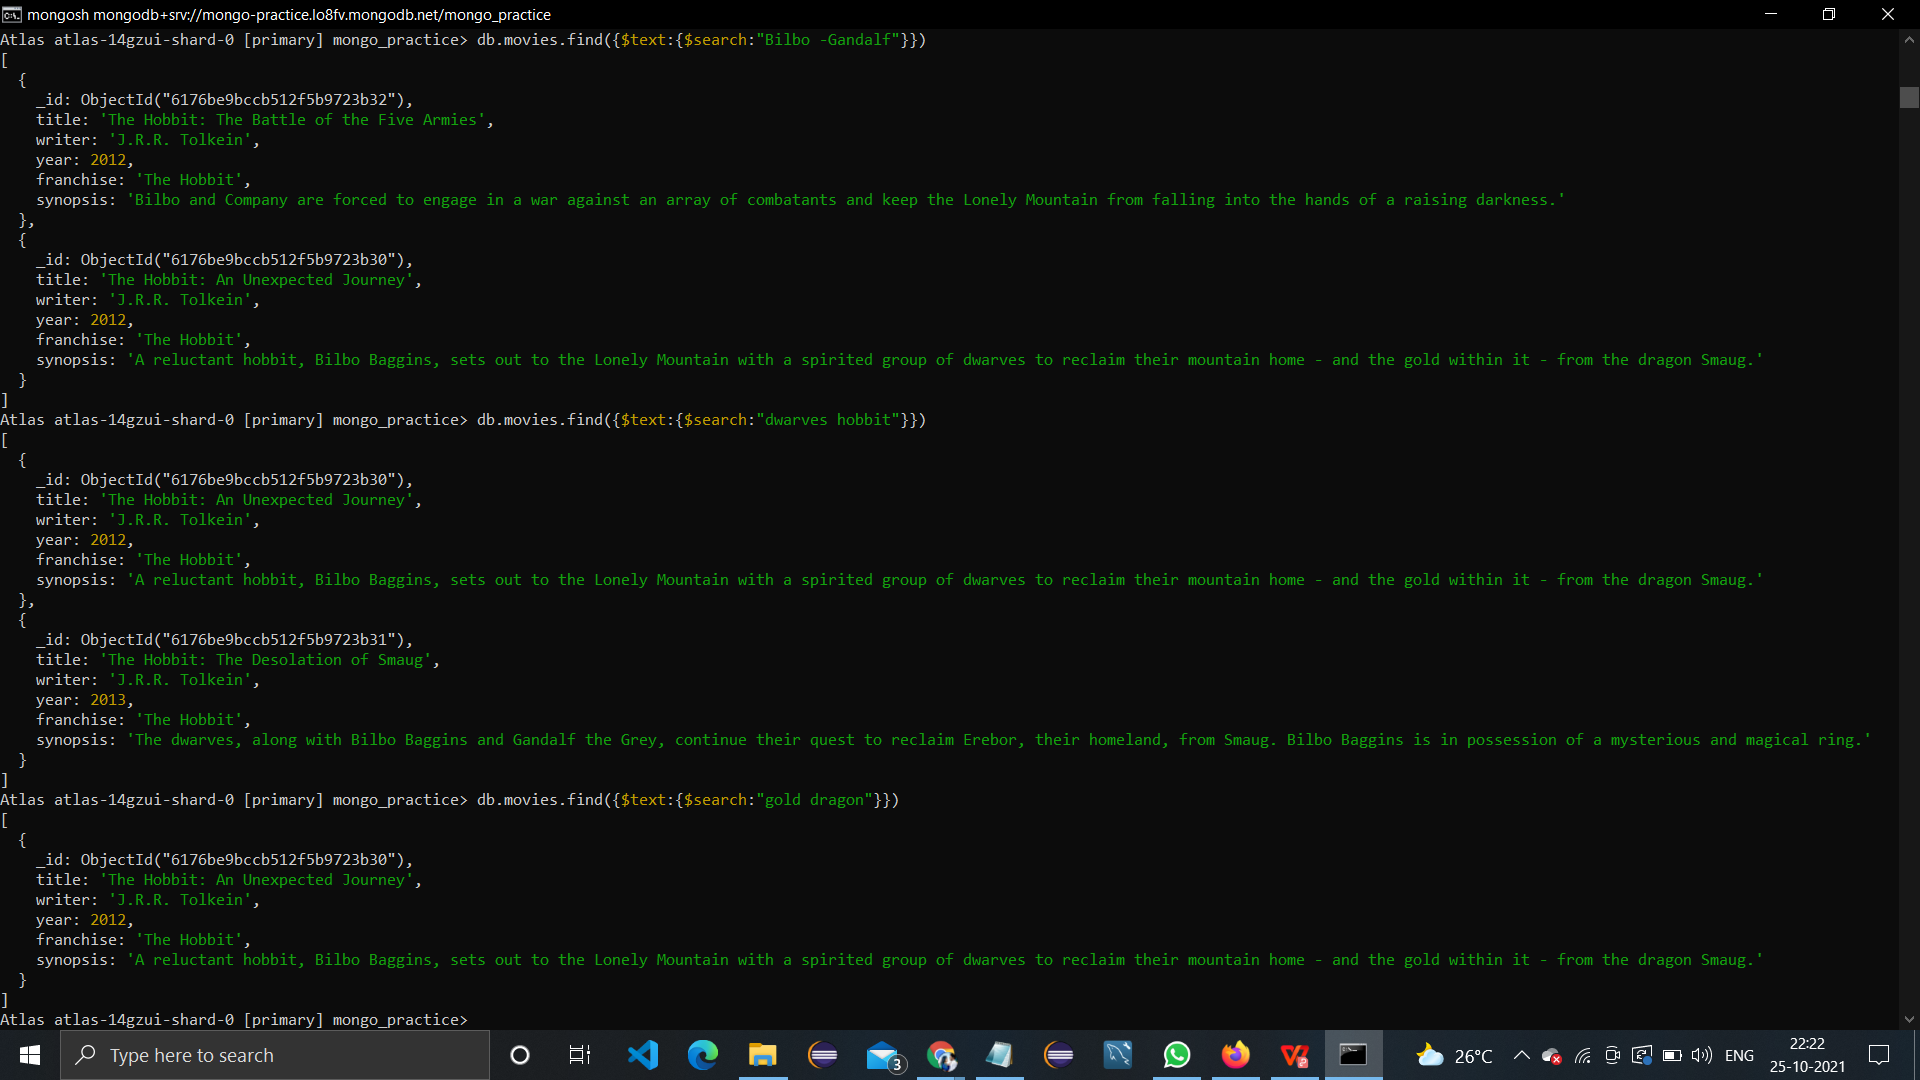 mongosh mongodb+srv://mongo-practice.lo8fv.mongodb.net/mongo_practice
Atlas atlas-14gzui-shard-0 [primary] mongo_practice> db.movies.find({$text:{$search:"Bilbo -Gandalf"}})
[
  {
    _id: ObjectId("6176be9bccb512f5b9723b32"),
    title: 'The Hobbit: The Battle of the Five Armies',
    writer: 'J.R.R. Tolkein',
    year: 2012,
    franchise: 'The Hobbit',
    synopsis: 'Bilbo and Company are forced to engage in a war against an array of combatants and keep the Lonely Mountain from falling into the hands of a raising darkness.'
  },
  {
    _id: ObjectId("6176be9bccb512f5b9723b30"),
    title: 'The Hobbit: An Unexpected Journey',
    writer: 'J.R.R. Tolkein',
    year: 2012,
    franchise: 'The Hobbit',
    synopsis: 'A reluctant hobbit, Bilbo Baggins, sets out to the Lonely Mountain with a spirited group of dwarves to reclaim their mountain home - and the gold within it - from the dragon Smaug.'
  }
]
Atlas atlas-14gzui-shard-0 [primary] mongo_practice> db.movies.find({$text:{$search:"dwarves hobbit"}})
[
  {
    _id: ObjectId("6176be9bccb512f5b9723b30"),
    title: 'The Hobbit: An Unexpected Journey',
    writer: 'J.R.R. Tolkein',
    year: 2012,
    franchise: 'The Hobbit',
    synopsis: 'A reluctant hobbit, Bilbo Baggins, sets out to the Lonely Mountain with a spirited group of dwarves to reclaim their mountain home - and the gold within it - from the dragon Smaug.'
  },
  {
    _id: ObjectId("6176be9bccb512f5b9723b31"),
    title: 'The Hobbit: The Desolation of Smaug',
    writer: 'J.R.R. Tolkein',
    year: 2013,
    franchise: 'The Hobbit',
    synopsis: 'The dwarves, along with Bilbo Baggins and Gandalf the Grey, continue their quest to reclaim Erebor, their homeland, from Smaug. Bilbo Baggins is in possession of a mysterious and magical ring.'
  }
]
Atlas atlas-14gzui-shard-0 [primary] mongo_practice> db.movies.find({$text:{$search:"gold dragon"}})
[
  {
    _id: ObjectId("6176be9bccb512f5b9723b30"),
    title: 'The Hobbit: An Unexpected Journey',
    writer: 'J.R.R. Tolkein',
    year: 2012,
    franchise: 'The Hobbit',
    synopsis: 'A reluctant hobbit, Bilbo Baggins, sets out to the Lonely Mountain with a spirited group of dwarves to reclaim their mountain home - and the gold within it - from the dragon Smaug.'
  }
]
Atlas atlas-14gzui-shard-0 [primary] mongo_practice>
Type here to search
3
26°C
ENG
22:22
25-10-2021